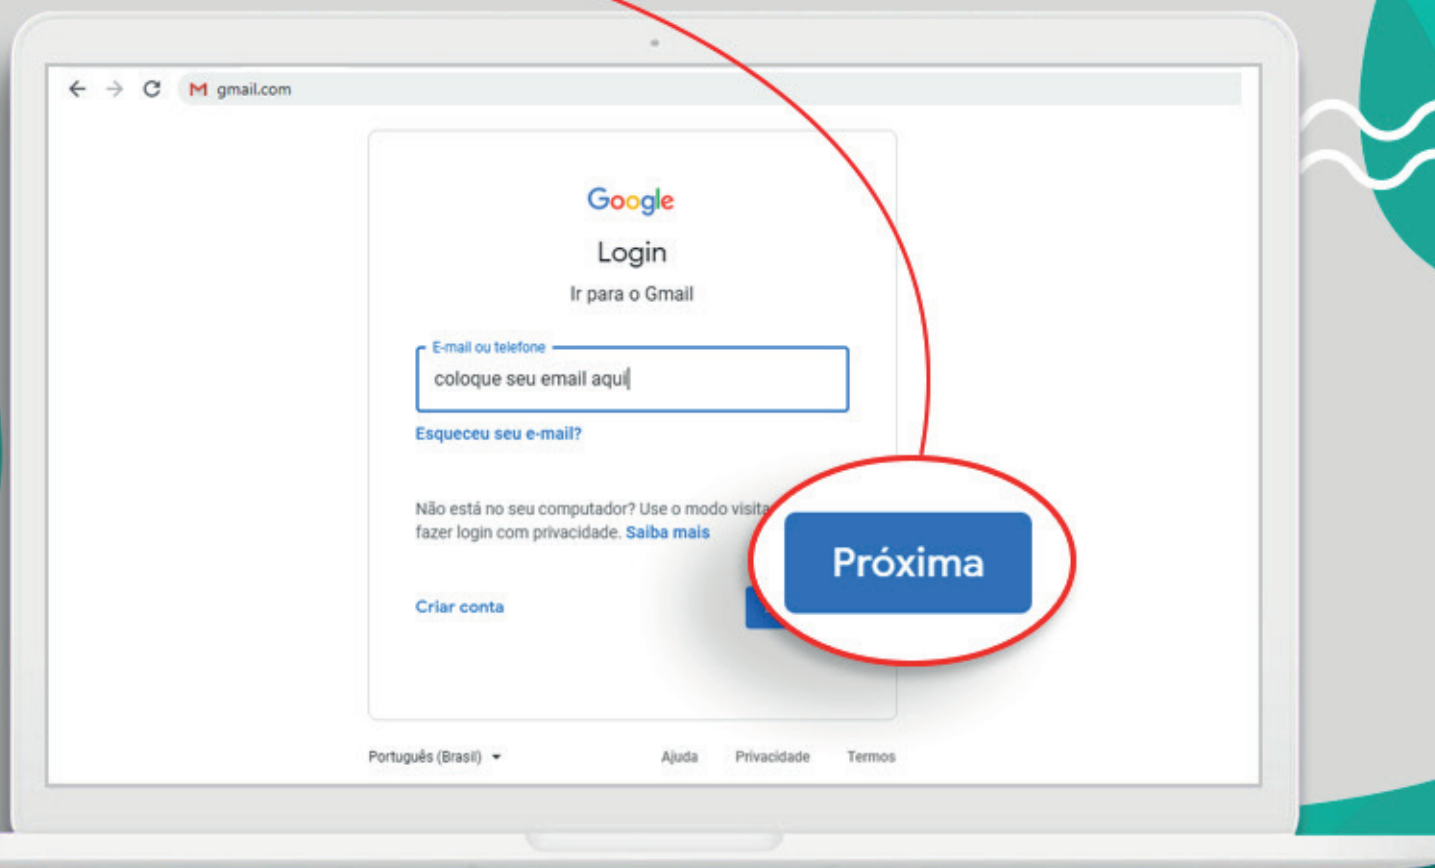 gmail.com
Google
Login
Ir para o Gmail
E-mail ou telefone
coloque seu email aqui
Esqueceu seu e-mail?
Não está no seu computador? Use o modo visita
fazer login com privacidade. Saiba mais
Próxima
Criar conta
Português (Brasil)
Ajuda
Privacidade
Termos